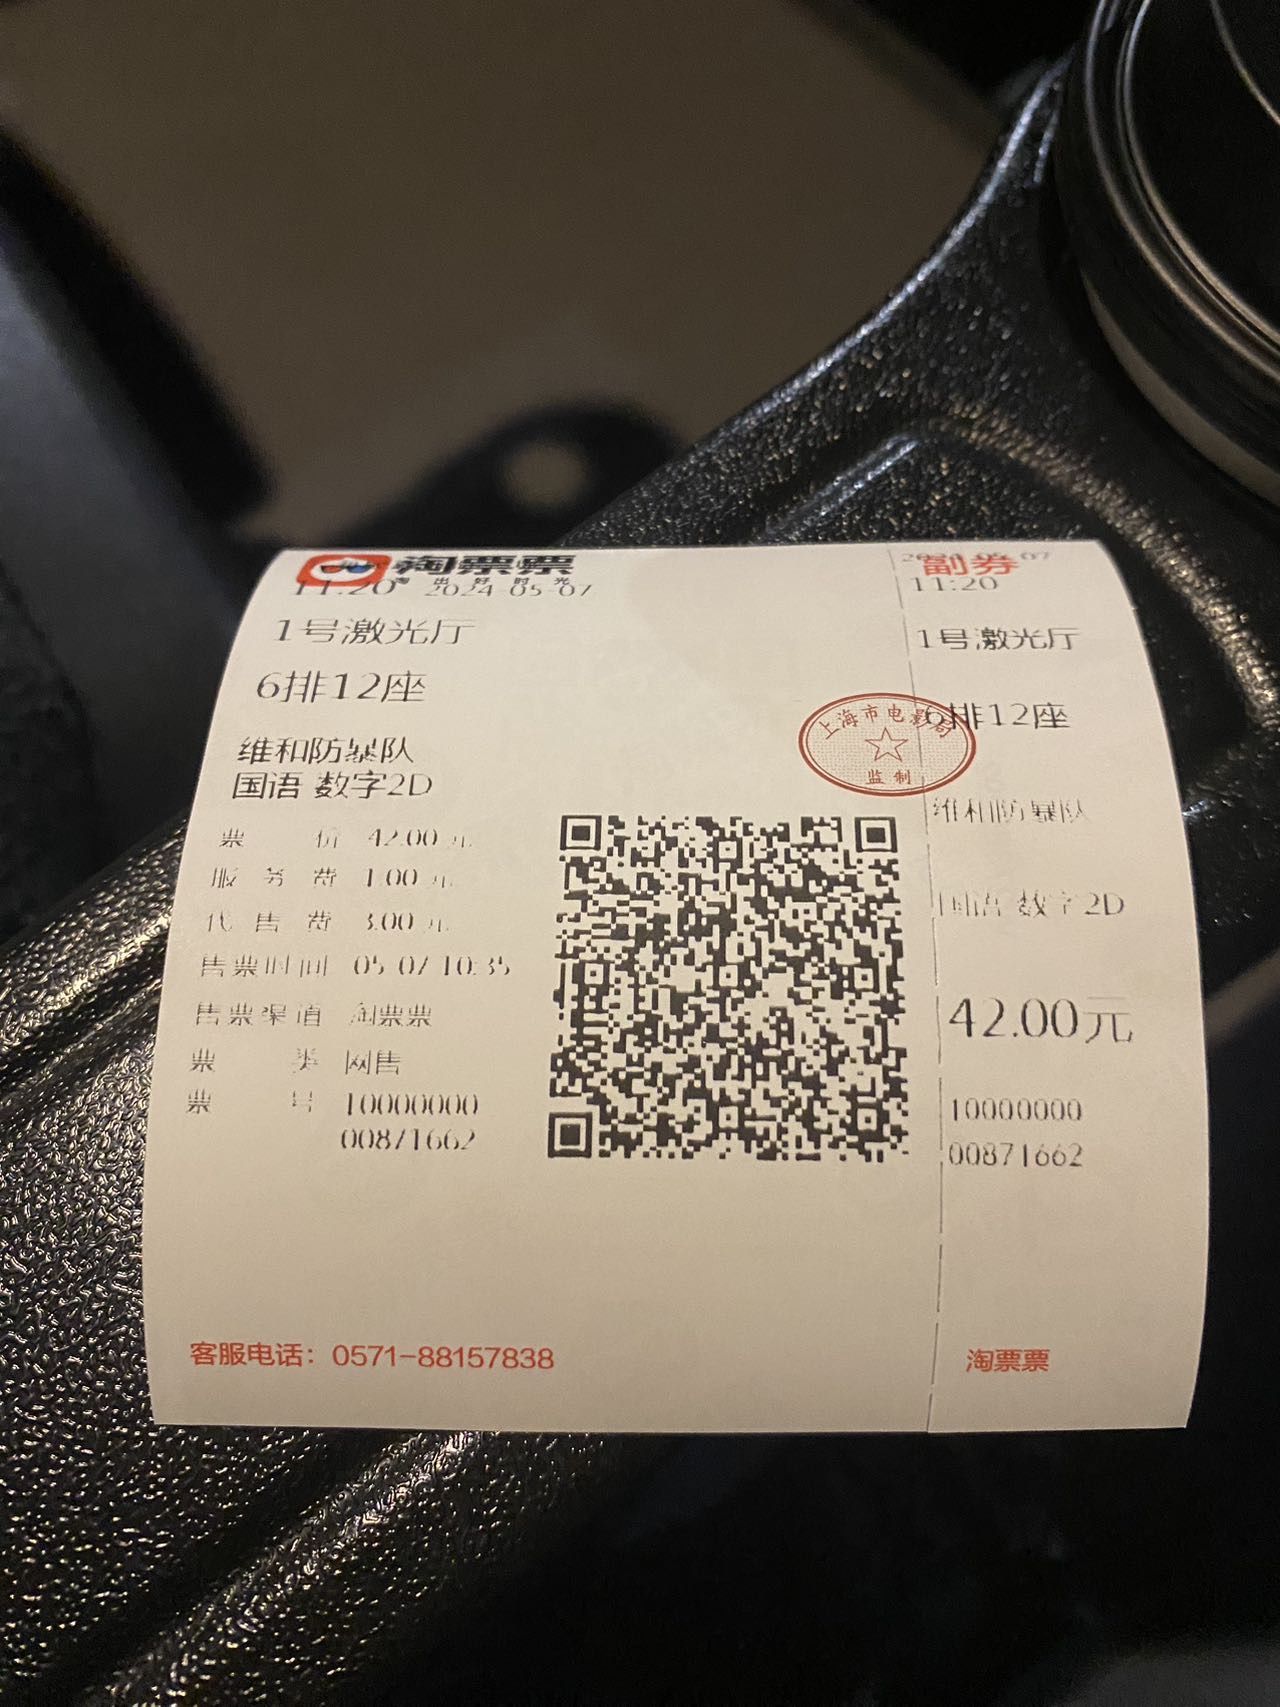 淘票票
淘出好时光
11:20 2024-05-07
1号激光厅
6排12座
维和防暴队
国语 数字2D
票价 42.00元
服务费 1.00元
代售费 3.00元
售票时间 05-07 10:35
售票渠道 淘票票
票类 网售
票号 10000000
00871662
客服电话：0571-88157838
副券
11:20
1号激光厅
6排12座
上海市电影局
监制
维和防暴队
国语 数字2D
42.00元
10000000
00871662
淘票票